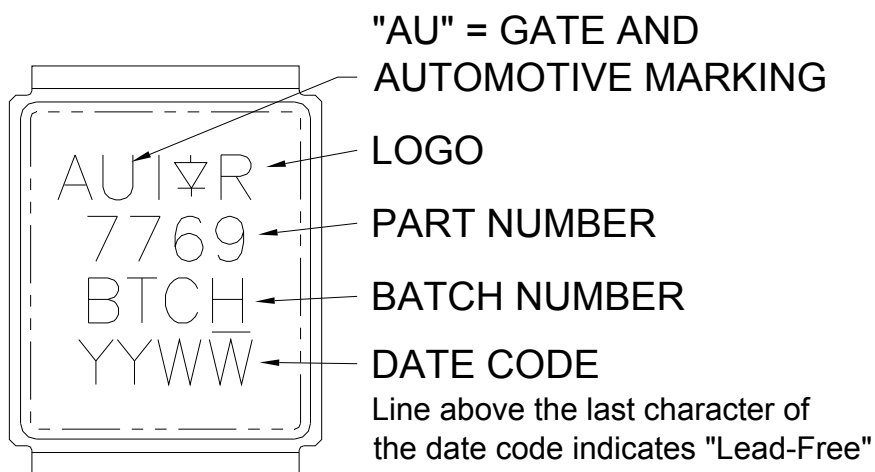 "AU" = GATE AND
AUTOMOTIVE MARKING
AUI R
LOGO
7769
PART NUMBER
BTCH
BATCH NUMBER
YYWW
DATE CODE
Line above the last character of
the date code indicates "Lead-Free"